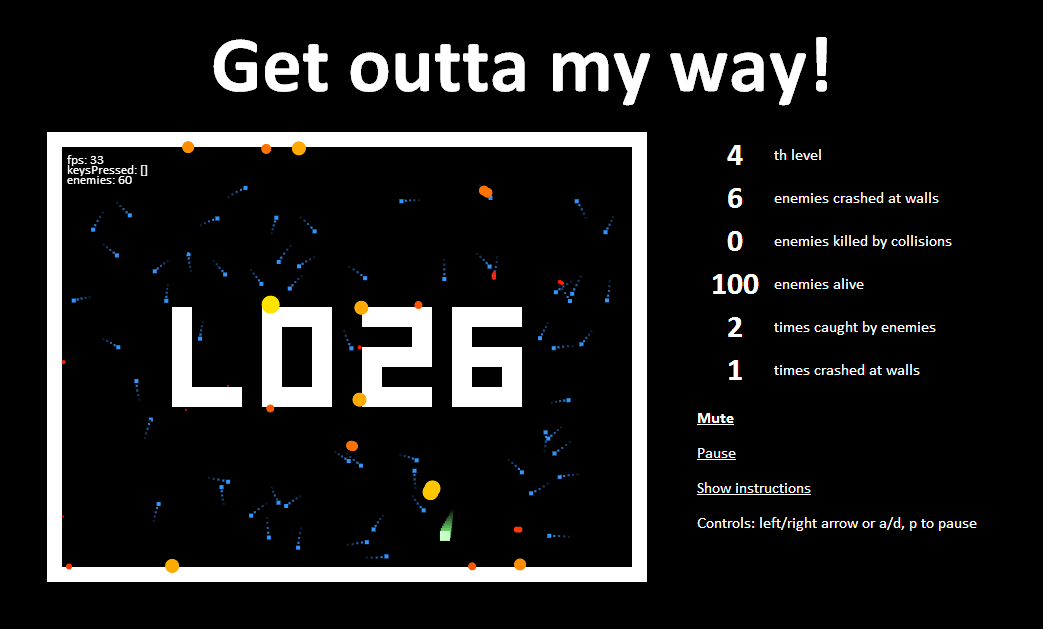 Get outta my way!
fps: 33
keysPressed: []
enemies: 60
LD26
4 th level
6 enemies crashed at walls
0 enemies killed by collisions
100 enemies alive
2 times caught by enemies
1 times crashed at walls
Mute
Pause
Show instructions
Controls: left/right arrow or a/d, p to pause